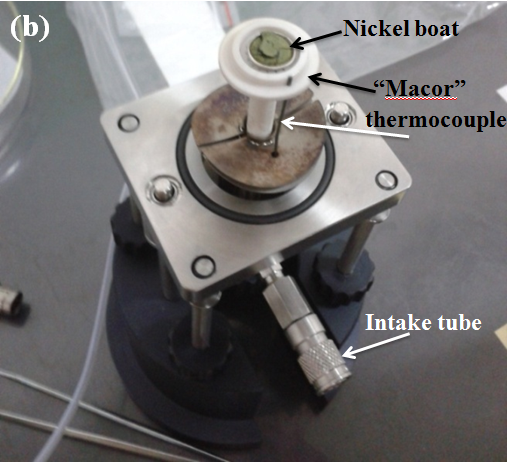 (b)
Nickel boat
“Macor”
thermocouple
Intake tube